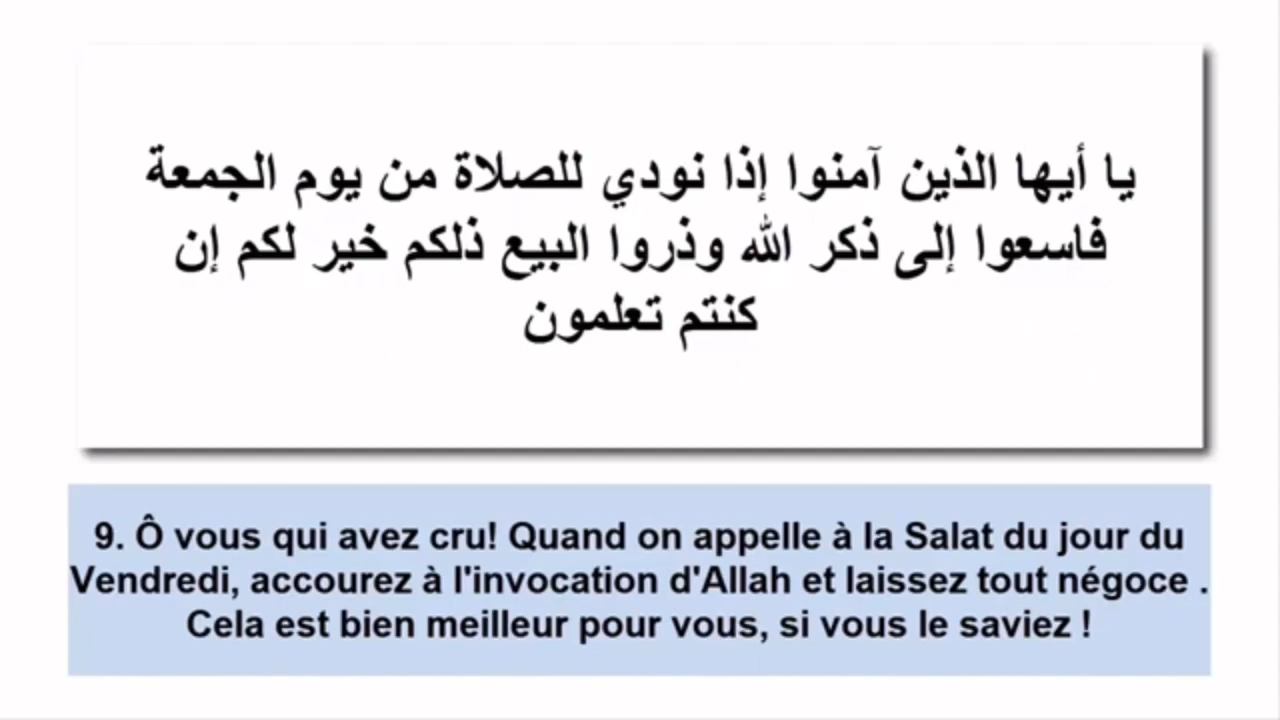 يا أيها الذين آمنوا إذا نودي للصلاة من يوم الجمعة
فاسعوا إلى ذكر الله وذروا البيع ذلكم خير لكم إن
كنتم تعلمون
9. Ô vous qui avez cru! Quand on appelle à la Salat du jour du
Vendredi, accourez à l'invocation d'Allah et laissez tout négoce .
Cela est bien meilleur pour vous, si vous le saviez !